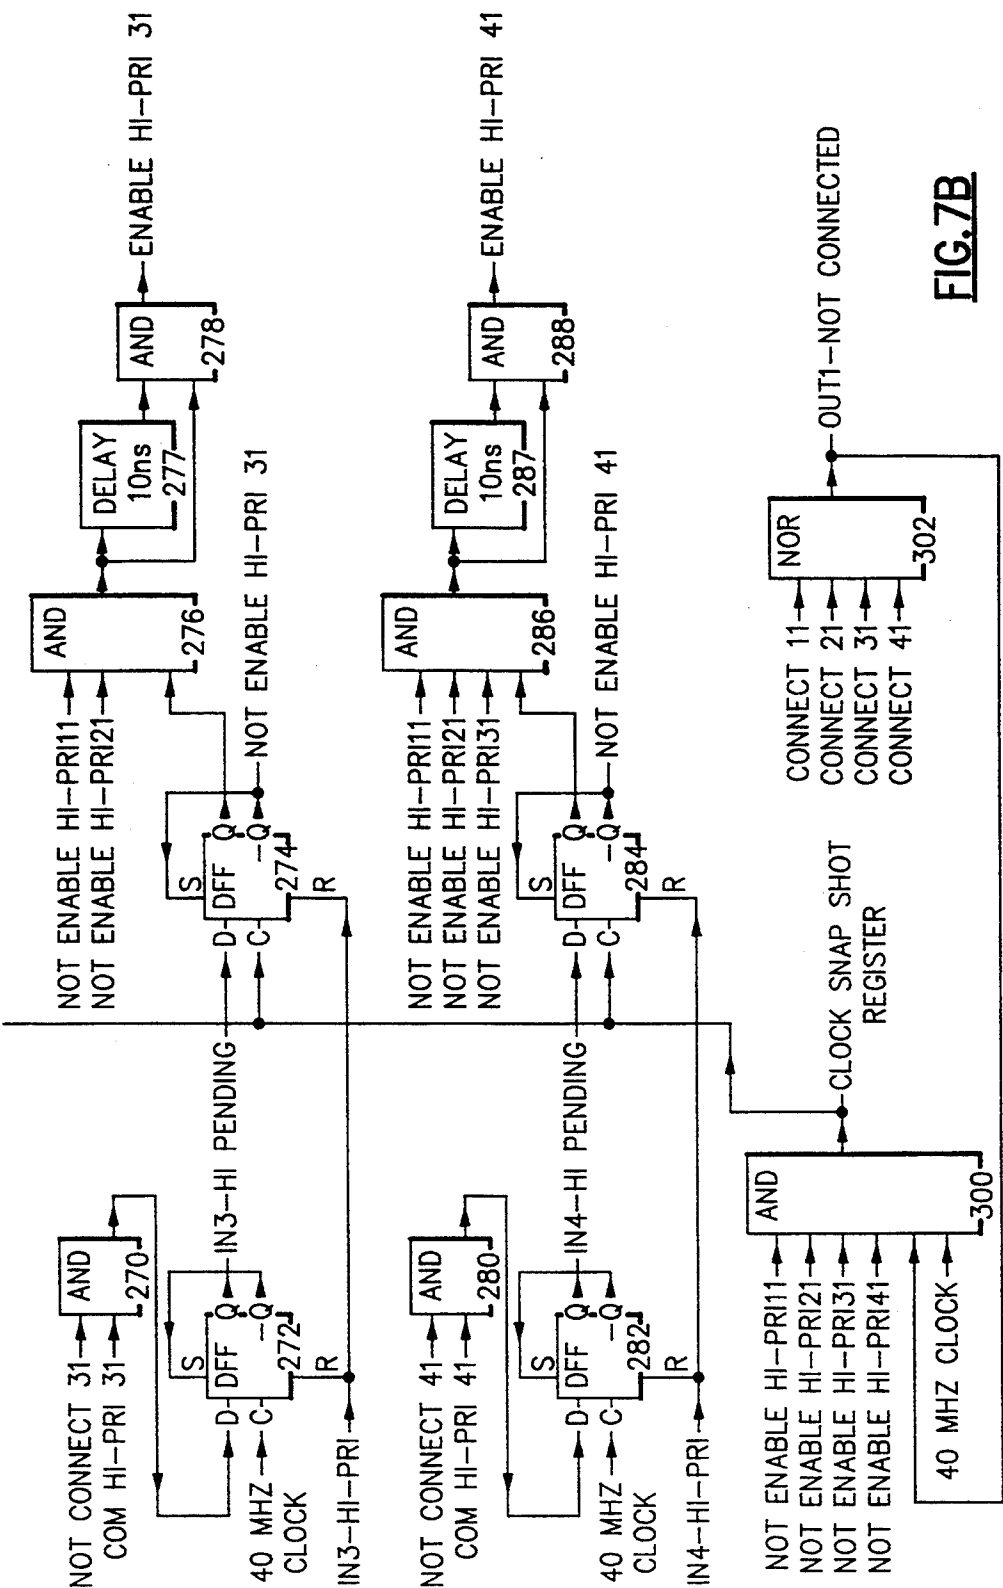 NOT CONNECT 31
COM HI-PRI 31
AND
270
D
C
S
DFF
Q
-Q
272
R
40 MHZ
CLOCK
IN3-HI-PRI
IN3-HI PENDING
D
C
S
DFF
Q
-Q
274
R
NOT ENABLE HI-PRI11
NOT ENABLE HI-PRI21
AND
276
NOT ENABLE HI-PRI 31
DELAY
10ns
277
AND
278
ENABLE HI-PRI 31
NOT CONNECT 41
COM HI-PRI 41
AND
280
D
C
S
DFF
Q
-Q
282
R
40 MHZ
CLOCK
IN4-HI-PRI
IN4-HI PENDING
D
C
S
DFF
Q
-Q
284
R
NOT ENABLE HI-PRI11
NOT ENABLE HI-PRI21
NOT ENABLE HI-PRI31
AND
286
NOT ENABLE HI-PRI 41
DELAY
10ns
287
AND
288
ENABLE HI-PRI 41
NOT ENABLE HI-PRI11
NOT ENABLE HI-PRI21
NOT ENABLE HI-PRI31
NOT ENABLE HI-PRI41
40 MHZ CLOCK
AND
300
CLOCK SNAP SHOT
REGISTER
CONNECT 11
CONNECT 21
CONNECT 31
CONNECT 41
NOR
302
OUT1-NOT CONNECTED
FIG.7B